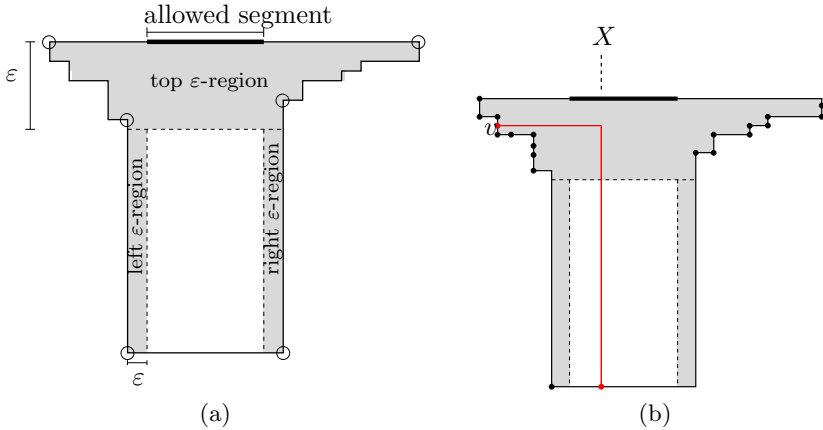 allowed segment
ε
top ε-region
left ε-region
right ε-region
ε
(a)
X
v
(b)